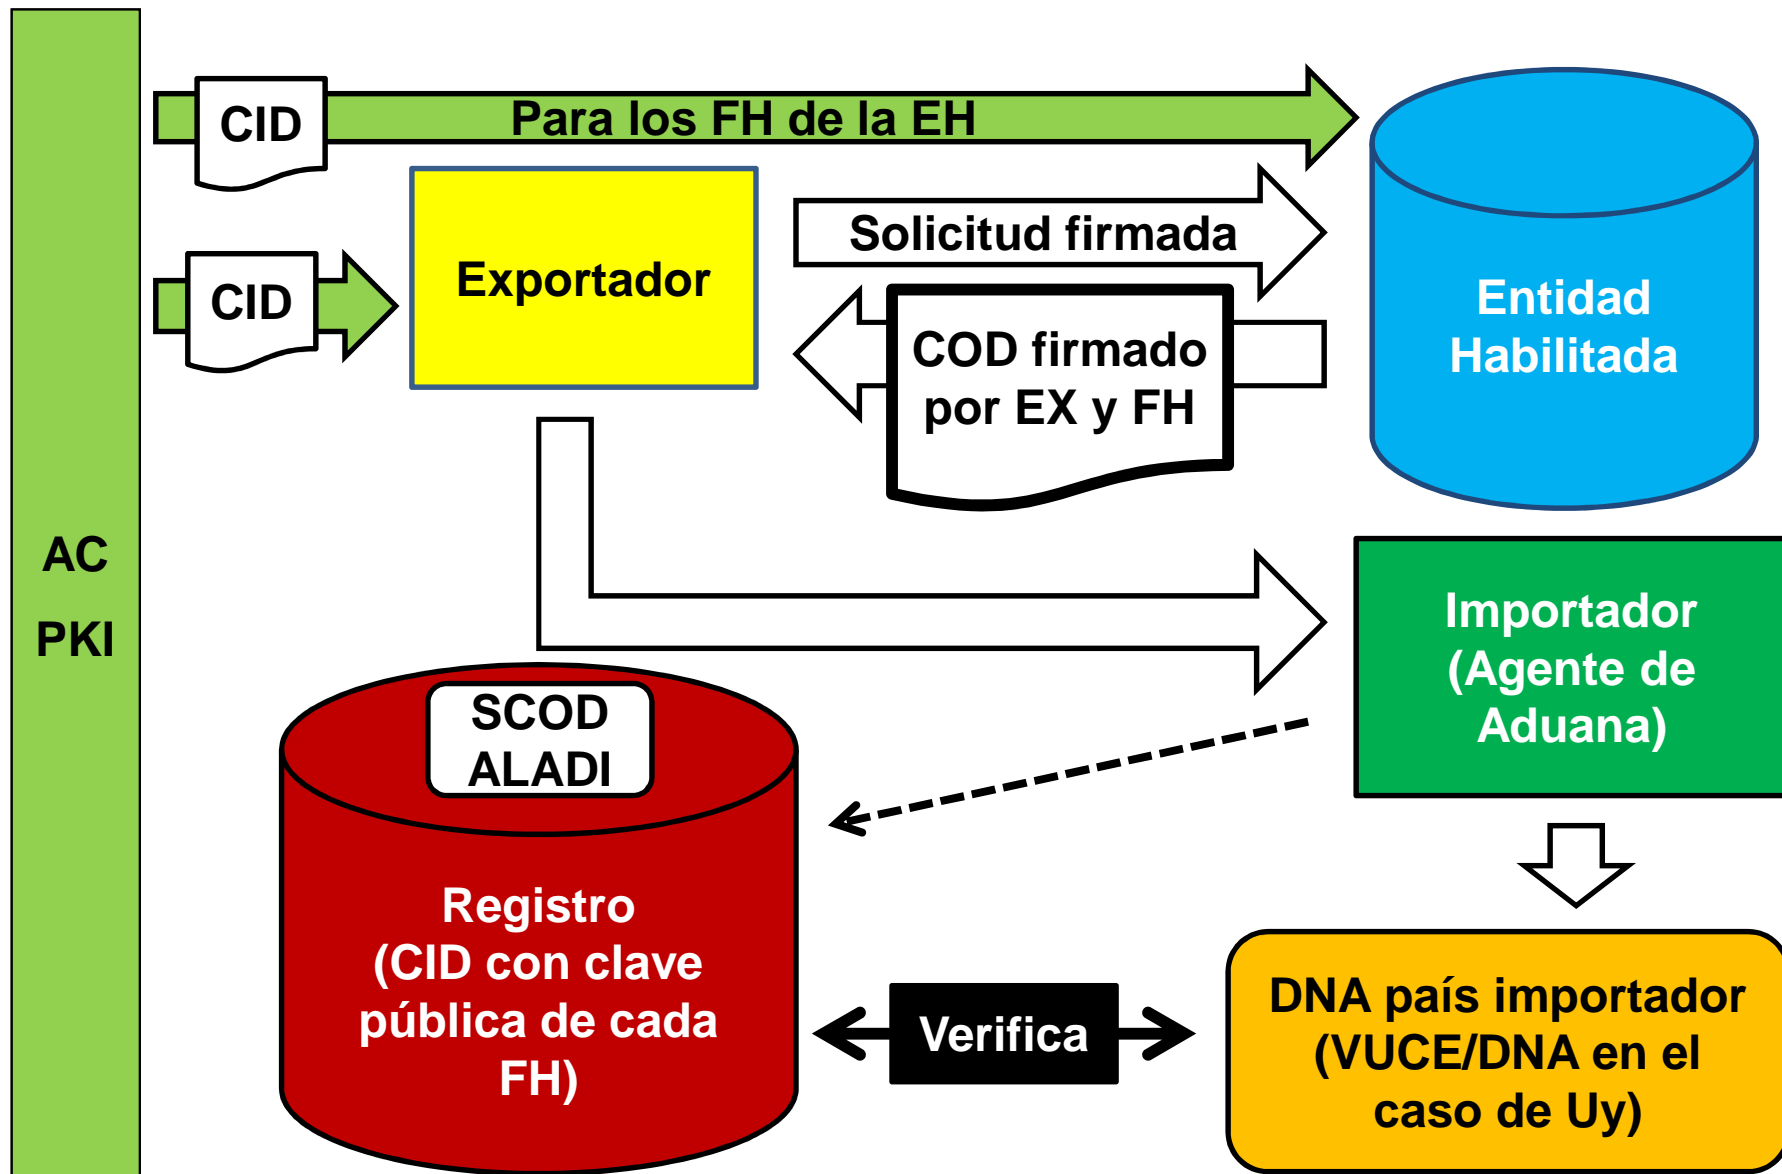 CID
Para los FH de la EH
CID
Exportador
Solicitud firmada
COD firmado
por EX y FH
Entidad
Habilitada
AC
PKI
Importador
(Agente de
Aduana)
SCOD
ALADI
Registro
(CID con clave
pública de cada
FH)
Verifica
DNA país importador
(VUCE/DNA en el
caso de Uy)